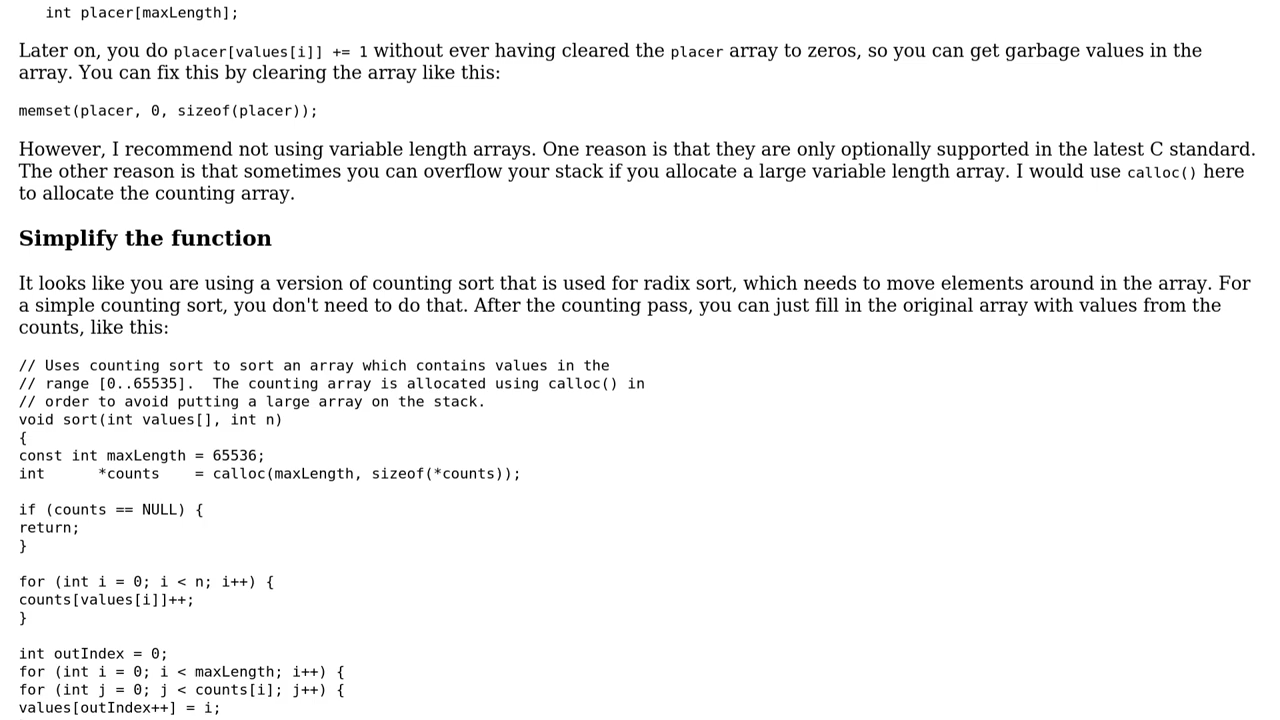 int placer[maxLength];
Later on, you do placer[values[i]] += 1 without ever having cleared the placer array to zeros, so you can get garbage values in the
array. You can fix this by clearing the array like this:
memset(placer, 0, sizeof(placer));
However, I recommend not using variable length arrays. One reason is that they are only optionally supported in the latest C standard.
The other reason is that sometimes you can overflow your stack if you allocate a large variable length array. I would use calloc() here
to allocate the counting array.
Simplify the function
It looks like you are using a version of counting sort that is used for radix sort, which needs to move elements around in the array. For
a simple counting sort, you don't need to do that. After the counting pass, you can just fill in the original array with values from the
counts, like this:
// Uses counting sort to sort an array which contains values in the
// range [0..65535].  The counting array is allocated using calloc() in
// order to avoid putting a large array on the stack.
void sort(int values[], int n)
{
const int maxLength = 65536;
int      *counts    = calloc(maxLength, sizeof(*counts));
if (counts == NULL) {
return;
}
for (int i = 0; i < n; i++) {
counts[values[i]]++;
}
int outIndex = 0;
for (int i = 0; i < maxLength; i++) {
for (int j = 0; j < counts[i]; j++) {
values[outIndex++] = i;